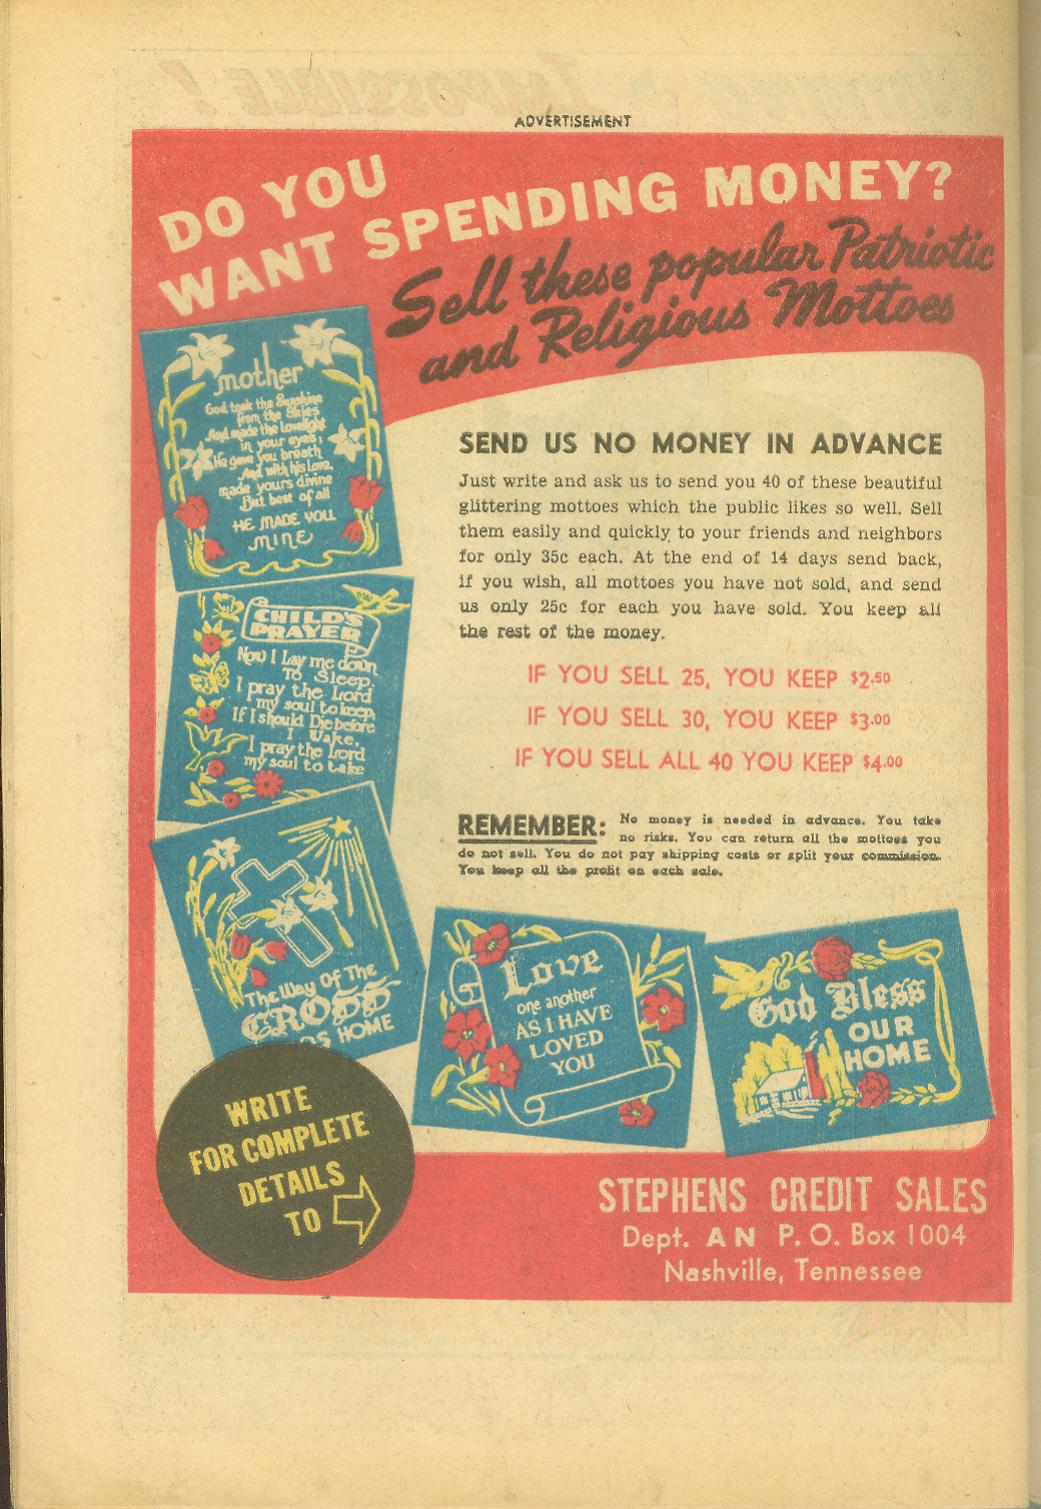 ADVERTISEMENT
DO YOU
WANT SPENDING MONEY?
Sell these popular Patriotic
and Religious Mottoes
mother
God took the Sunshine
from the Skies
And made the Lovelight
in your eyes;
He gave you breath
And with his Love,
made yours divine
But best of all
HE MADE YOU
MINE
CHILD'S
PRAYER
Now I Lay me down
To Sleep.
I pray the Lord
my soul to keep,
If I should Die before
I Wake,
I pray the Lord
my soul to take
The Way Of The
CROSS
HOME
SEND US NO MONEY IN ADVANCE
Just write and ask us to send you 40 of these beautiful
glittering mottoes which the public likes so well. Sell
them easily and quickly to your friends and neighbors
for only 35c each. At the end of 14 days send back,
if you wish, all mottoes you have not sold, and send
us only 25c for each you have sold. You keep all
the rest of the money.
IF YOU SELL 25, YOU KEEP $2.50
IF YOU SELL 30, YOU KEEP $3.00
IF YOU SELL ALL 40 YOU KEEP $4.00
REMEMBER: No money is needed in advance. You take
no risks. You can return all the mottoes you
do not sell. You do not pay shipping costs or split your commission.
You keep all the profit on each sale.
Love
one another
AS I HAVE
LOVED
YOU
God Bless
OUR
HOME
WRITE
FOR COMPLETE
DETAILS
TO
STEPHENS CREDIT SALES
Dept. AN P. O. Box 1004
Nashville, Tennessee